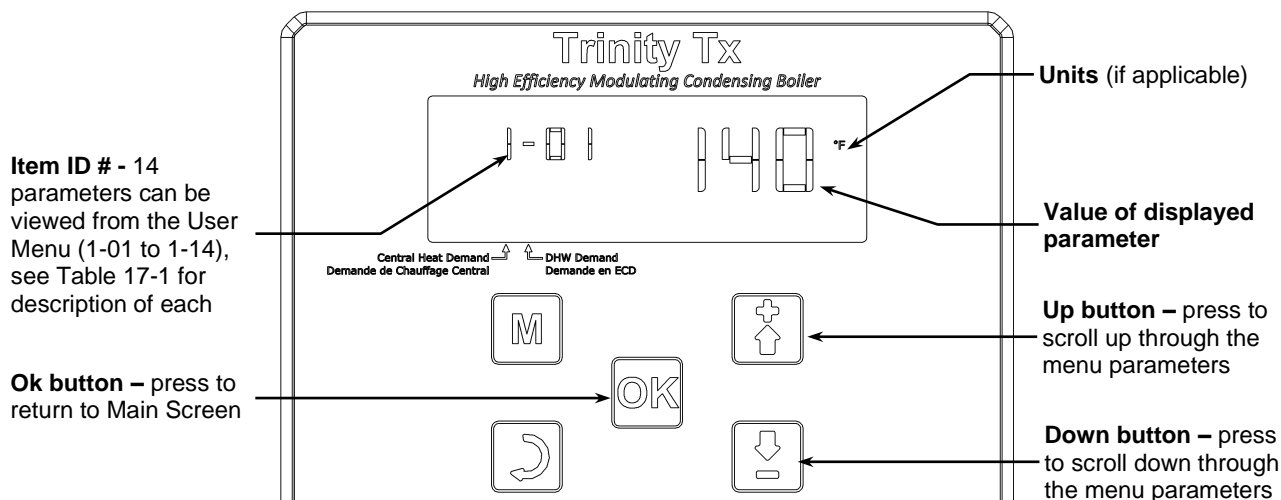 Trinity Tx
High Efficiency Modulating Condensing Boiler
Units (if applicable)
1-01
140
°F
Item ID # - 14
parameters can be
viewed from the User
Menu (1-01 to 1-14),
see Table 17-1 for
description of each
Value of displayed
parameter
Central Heat Demand
Demande de Chauffage Central
DHW Demand
Demande en ECD
M
Up button – press to
scroll up through the
menu parameters
Ok button – press to
return to Main Screen
OK
Down button – press
to scroll down through
the menu parameters